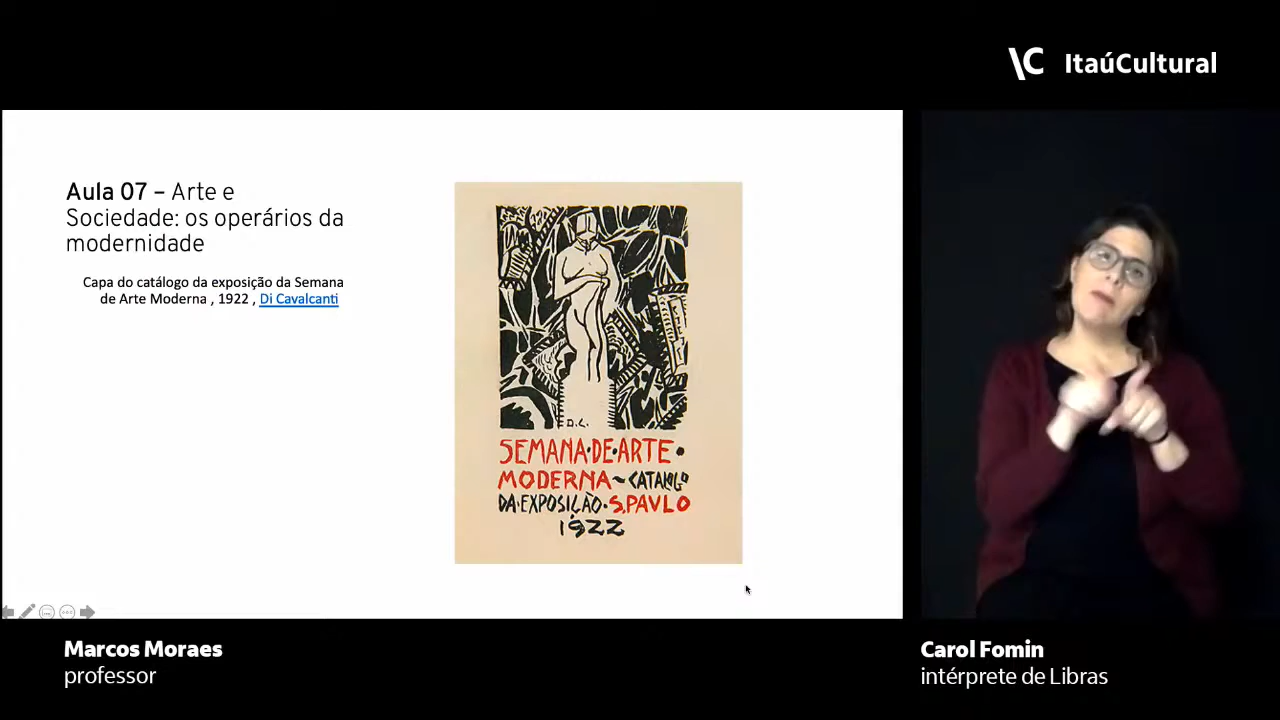 \C ItaúCultural
Aula 07 – Arte e
Sociedade: os operários da
modernidade
Capa do catálogo da exposição da Semana
de Arte Moderna , 1922 , Di Cavalcanti
D.C.
SEMANA·DE·ARTE·
MODERNA~CATALOGO
DA·EXPOSIÇÃO·S.PAVLO
1922
Marcos Moraes
professor
Carol Fomin
intérprete de Libras